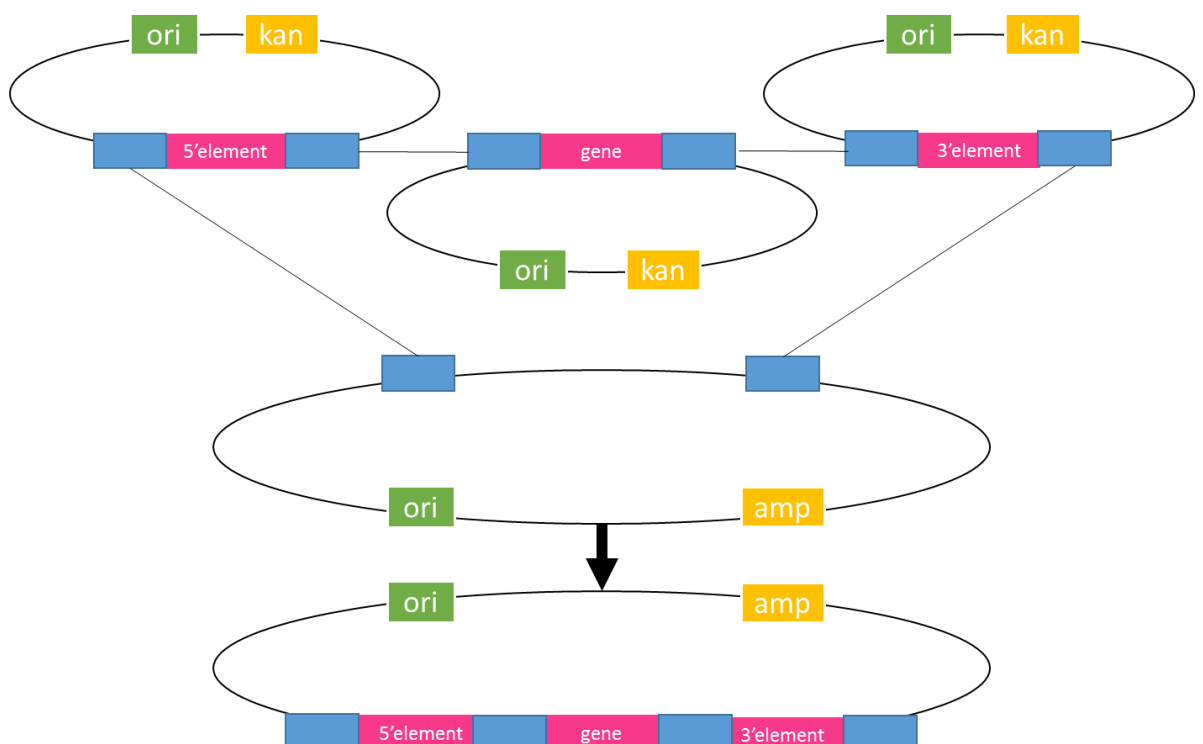 ori kan
ori kan
5'element
gene
3'element
ori kan
ori
amp
ori
amp
5'element
gene
3'element